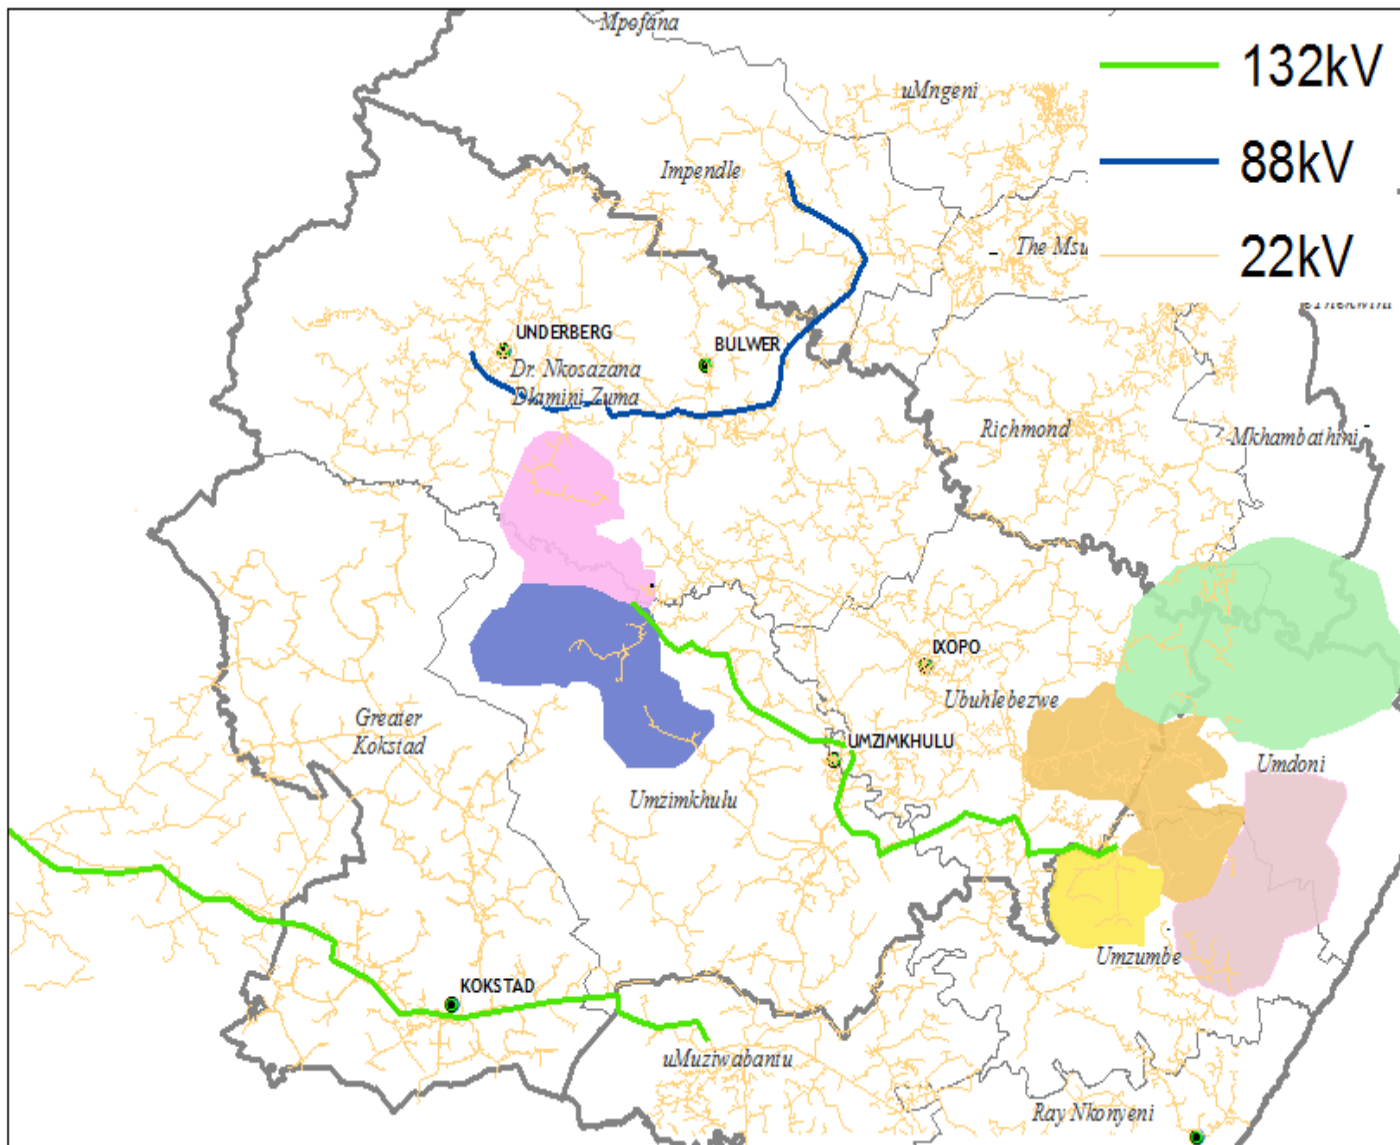 Mpofana
132kV
uMngeni
88kV
Impendle
The Msu
22kV
UNDERBERG
BULWER
Dr. Nkosazana
Dlamini Zuma
Richmond
Mkhambathini
IXOPO
Ubuhlebezwe
Greater
Kokstad
UMZIMKHULU
Umdoni
Umzimkhulu
Umzumbe
KOKSTAD
uMuziwabantu
Ray Nkonyeni